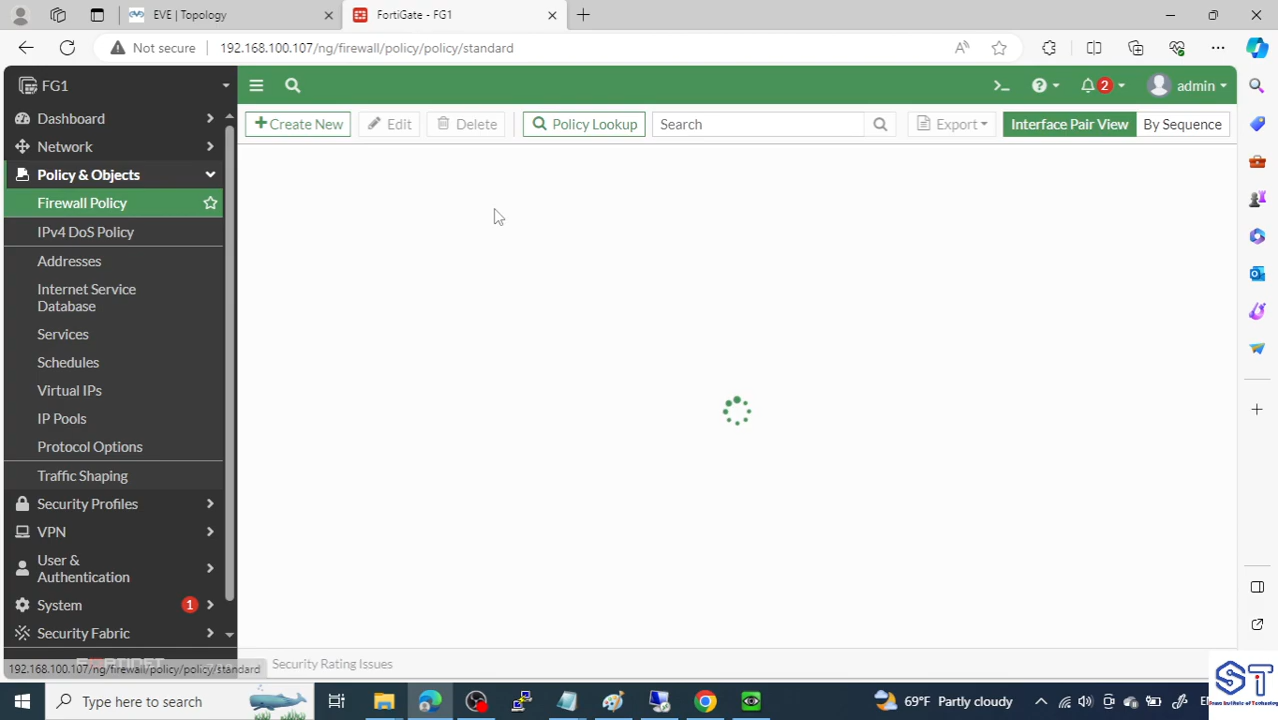 EVE | Topology
FortiGate - FG1
Not secure
192.168.100.107/ng/firewall/policy/policy/standard
FG1
2
admin
Dashboard
Network
Policy & Objects
Firewall Policy
IPv4 DoS Policy
Addresses
Internet Service
Database
Services
Schedules
Virtual IPs
IP Pools
Protocol Options
Traffic Shaping
Security Profiles
VPN
User &
Authentication
System
1
Security Fabric
Create New
Edit
Delete
Policy Lookup
Search
Export
Interface Pair View
By Sequence
192.168.100.107/ng/firewall/policy/policy/standard
Security Rating Issues
Type here to search
69°F Partly cloudy
ST